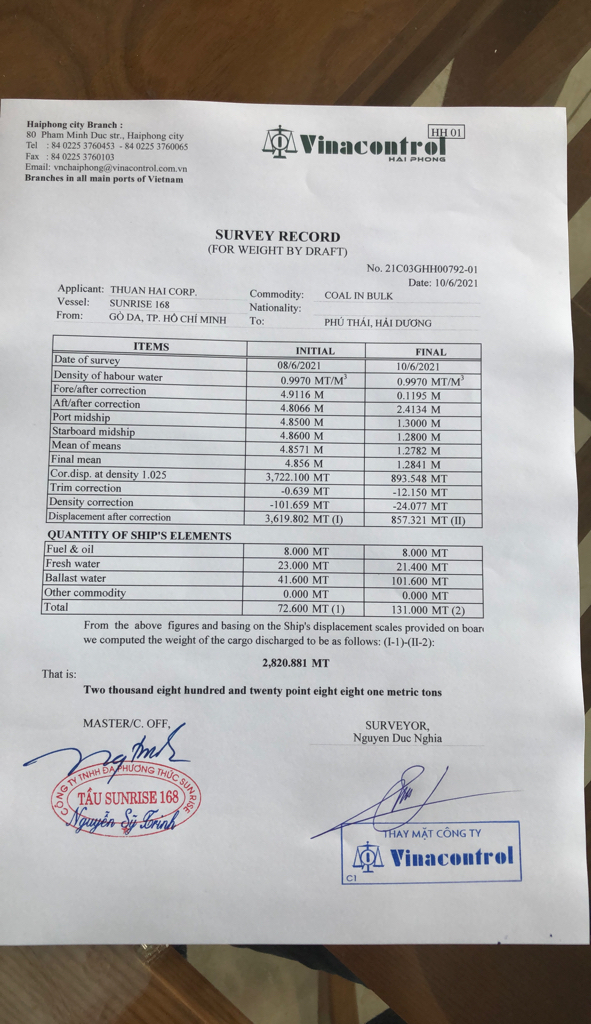 Haiphong city Branch :
80 Pham Minh Duc str., Haiphong city
Tel : 84 0225 3760453 - 84 0225 3760065
Fax : 84 0225 3760103
Email: vnchaiphong@vinacontrol.com.vn
Branches in all main ports of Vietnam
HH 01
Vinacontrol
HAI PHONG
SURVEY RECORD
(FOR WEIGHT BY DRAFT)
No. 21C03GHH00792-01
Date: 10/6/2021
Applicant: THUAN HAI CORP. Commodity: COAL IN BULK
Vessel: SUNRISE 168 Nationality:
From: GÒ DA, TP. HỒ CHÍ MINH To: PHÚ THÁI, HẢI DƯƠNG
ITEMS INITIAL FINAL
Date of survey 08/6/2021 10/6/2021
Density of habour water 0.9970 MT/M3 0.9970 MT/M3
Fore/after correction 4.9116 M 0.1195 M
Aft/after correction 4.8066 M 2.4134 M
Port midship 4.8500 M 1.3000 M
Starboard midship 4.8600 M 1.2800 M
Mean of means 4.8571 M 1.2782 M
Final mean 4.856 M 1.2841 M
Cor.disp. at density 1.025 3,722.100 MT 893.548 MT
Trim correction -0.639 MT -12.150 MT
Density correction -101.659 MT -24.077 MT
Displacement after correction 3,619.802 MT (I) 857.321 MT (II)
QUANTITY OF SHIP'S ELEMENTS
Fuel & oil 8.000 MT 8.000 MT
Fresh water 23.000 MT 21.400 MT
Ballast water 41.600 MT 101.600 MT
Other commodity 0.000 MT 0.000 MT
Total 72.600 MT (1) 131.000 MT (2)
From the above figures and basing on the Ship's displacement scales provided on boar
we computed the weight of the cargo discharged to be as follows: (I-1)-(II-2):
2,820.881 MT
That is:
Two thousand eight hundred and twenty point eight eight one metric tons
MASTER/C. OFF, SURVEYOR,
Nguyen Duc Nghia
CÔNG TY TNHH ĐA PHƯƠNG THỨC SUNRISE
TÀU SUNRISE 168
Nguyễn Sỹ Trinh
THAY MẶT CÔNG TY
Vinacontrol
C1